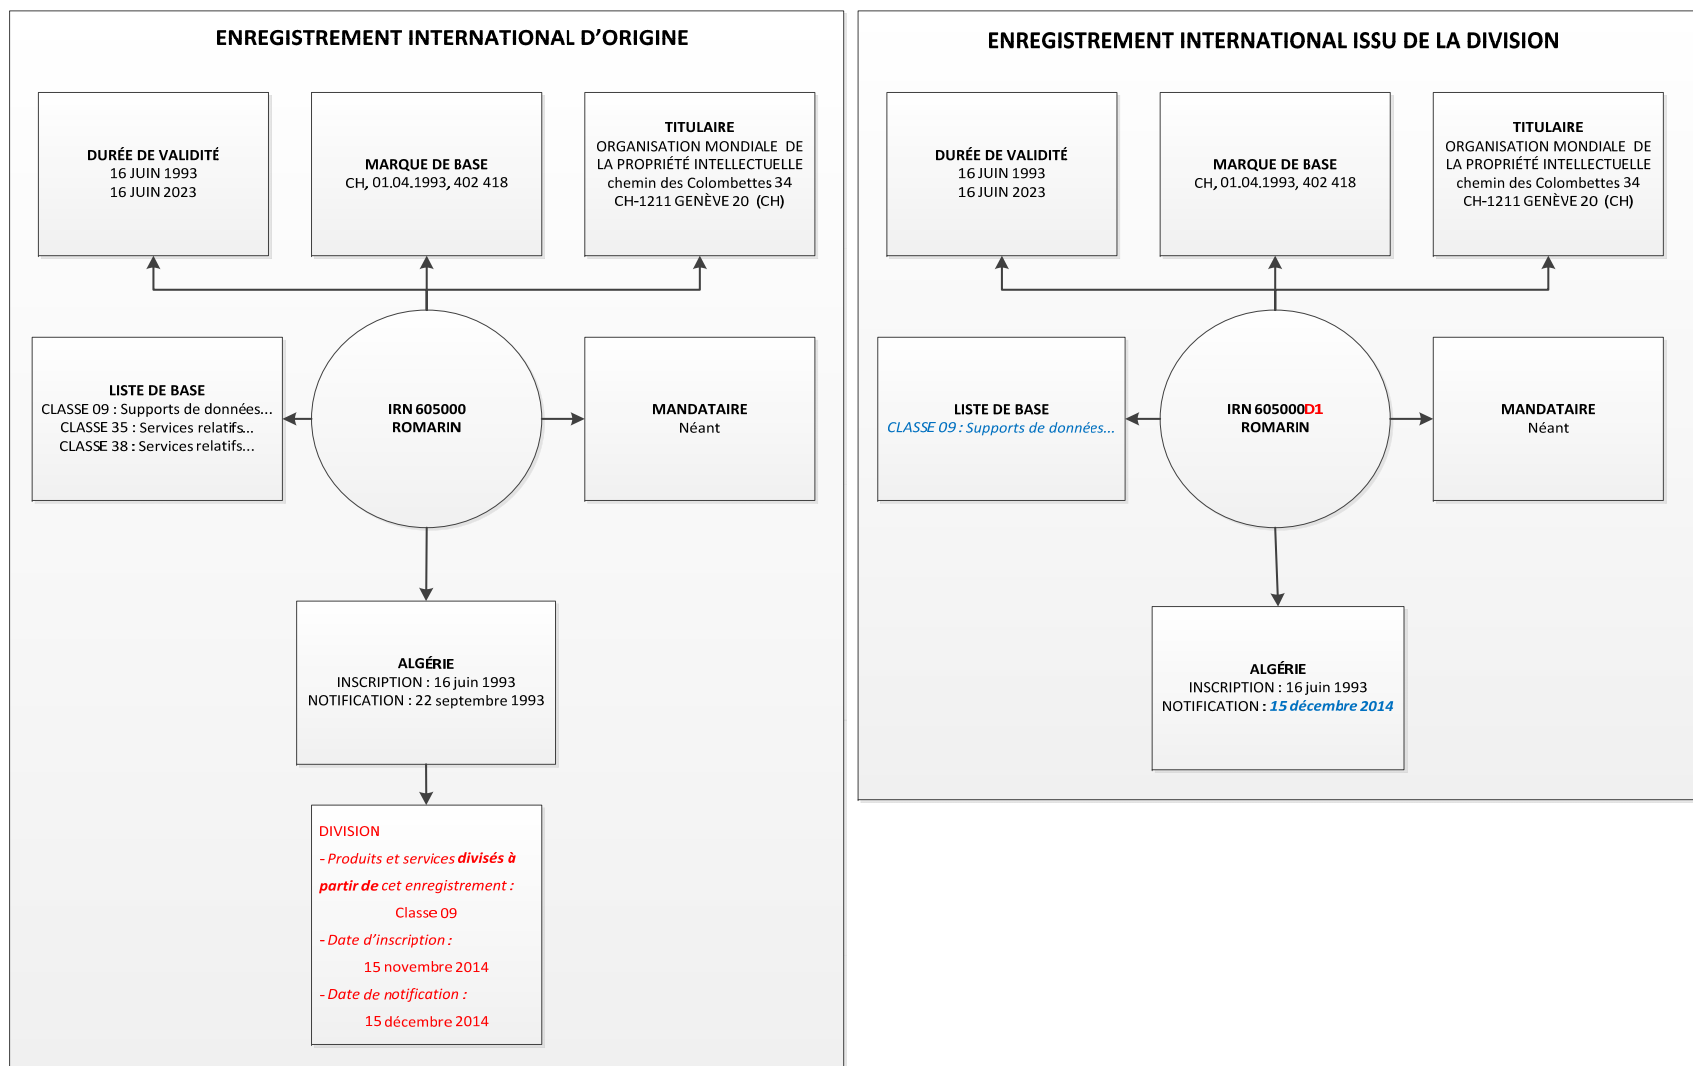 ENREGISTREMENT INTERNATIONAL D’ORIGINE
DURÉE DE VALIDITÉ
16 JUIN 1993
16 JUIN 2023
MARQUE DE BASE
CH, 01.04.1993, 402 418
TITULAIRE
ORGANISATION MONDIALE DE
LA PROPRIÉTÉ INTELLECTUELLE
chemin des Colombettes 34
CH-1211 GENÈVE 20 (CH)
LISTE DE BASE
CLASSE 09 : Supports de données...
CLASSE 35 : Services relatifs...
CLASSE 38 : Services relatifs...
IRN 605000
ROMARIN
MANDATAIRE
Néant
ALGÉRIE
INSCRIPTION : 16 juin 1993
NOTIFICATION : 22 septembre 1993
DIVISION
- Produits et services divisés à
partir de cet enregistrement :
Classe 09
- Date d’inscription :
15 novembre 2014
- Date de notification :
15 décembre 2014
ENREGISTREMENT INTERNATIONAL ISSU DE LA DIVISION
DURÉE DE VALIDITÉ
16 JUIN 1993
16 JUIN 2023
MARQUE DE BASE
CH, 01.04.1993, 402 418
TITULAIRE
ORGANISATION MONDIALE DE
LA PROPRIÉTÉ INTELLECTUELLE
chemin des Colombettes 34
CH-1211 GENÈVE 20 (CH)
LISTE DE BASE
CLASSE 09 : Supports de données...
IRN 605000D1
ROMARIN
MANDATAIRE
Néant
ALGÉRIE
INSCRIPTION : 16 juin 1993
NOTIFICATION : 15 décembre 2014